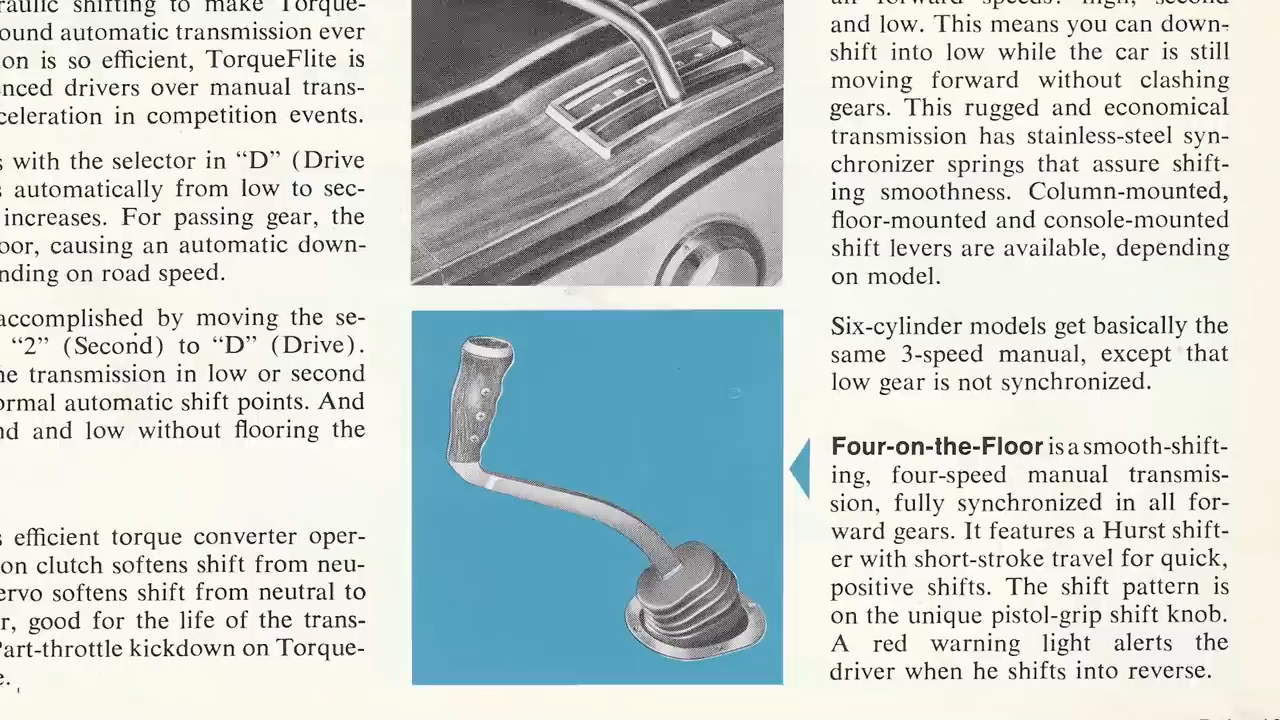 raulic shifting to make Torque-
ound automatic transmission ever
on is so efficient, TorqueFlite is
nced drivers over manual trans-
celeration in competition events.
s with the selector in “D” (Drive
s automatically from low to sec-
increases. For passing gear, the
oor, causing an automatic down-
nding on road speed.
accomplished by moving the se-
“2” (Second) to “D” (Drive).
he transmission in low or second
ormal automatic shift points. And
nd and low without flooring the
s efficient torque converter oper-
on clutch softens shift from neu-
ervo softens shift from neutral to
r, good for the life of the trans-
Part-throttle kickdown on Torque-
e.
all forward speeds: high, second
and low. This means you can down-
shift into low while the car is still
moving forward without clashing
gears. This rugged and economical
transmission has stainless-steel syn-
chronizer springs that assure shift-
ing smoothness. Column-mounted,
floor-mounted and console-mounted
shift levers are available, depending
on model.
Six-cylinder models get basically the
same 3-speed manual, except that
low gear is not synchronized.
Four-on-the-Floor is a smooth-shift-
ing, four-speed manual transmis-
sion, fully synchronized in all for-
ward gears. It features a Hurst shift-
er with short-stroke travel for quick,
positive shifts. The shift pattern is
on the unique pistol-grip shift knob.
A red warning light alerts the
driver when he shifts into reverse.